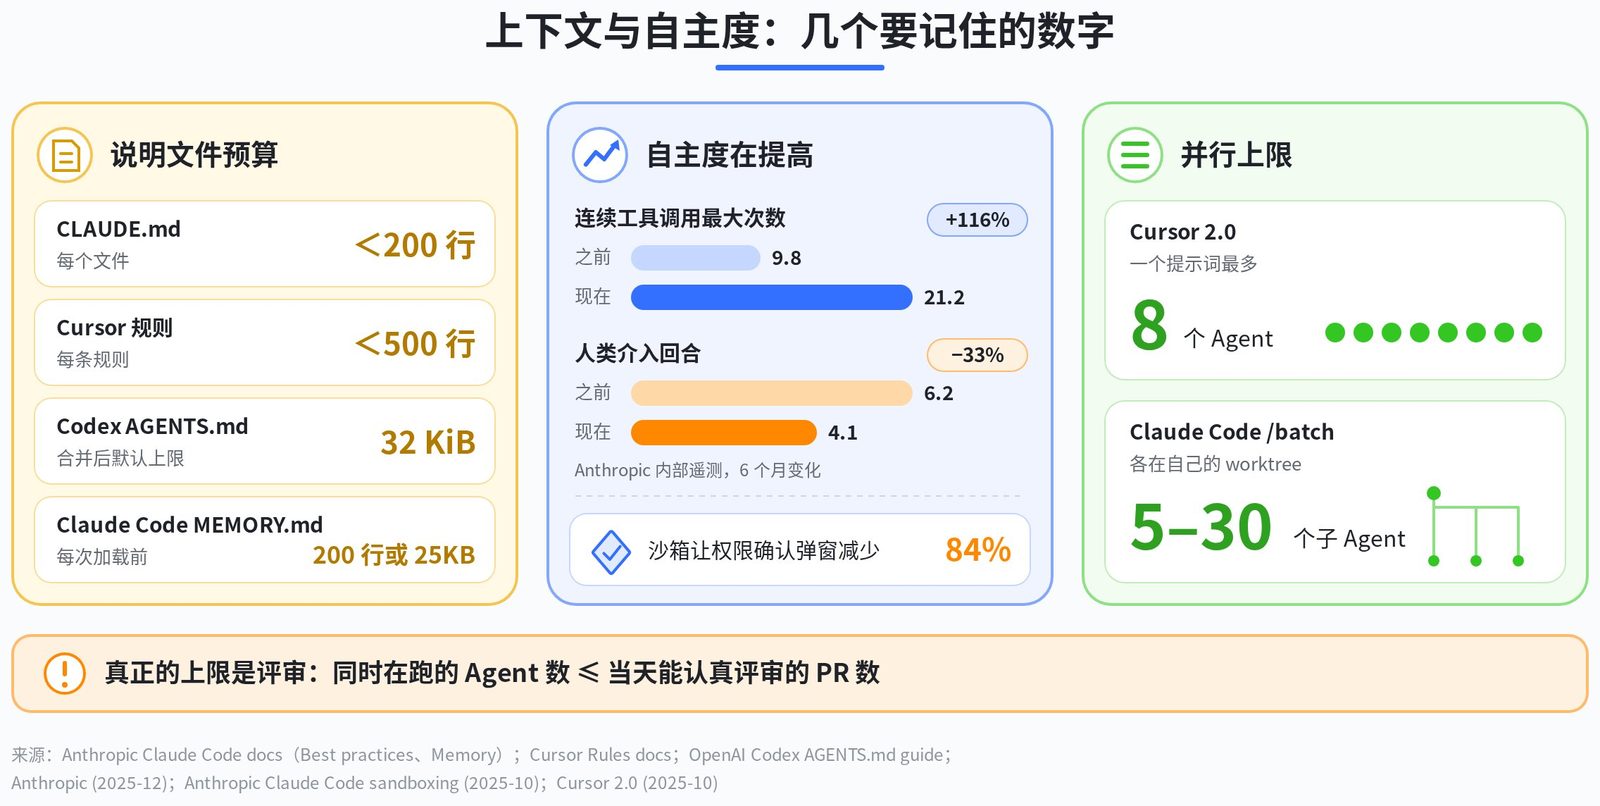 上下文与自主度：几个要记住的数字
说明文件预算
CLAUDE.md
每个文件
＜200 行
Cursor 规则
每条规则
＜500 行
Codex AGENTS.md
合并后默认上限
32 KiB
Claude Code MEMORY.md
每次加载前
200 行或 25KB
自主度在提高
连续工具调用最大次数
+116%
之前
9.8
现在
21.2
人类介入回合
−33%
之前
6.2
现在
4.1
Anthropic 内部遥测，6 个月变化
沙箱让权限确认弹窗减少
84%
并行上限
Cursor 2.0
一个提示词最多
8 个 Agent
Claude Code /batch
各在自己的 worktree
5–30 个子 Agent
真正的上限是评审：同时在跑的 Agent 数 ≤ 当天能认真评审的 PR 数
来源：Anthropic Claude Code docs（Best practices、Memory）；Cursor Rules docs；OpenAI Codex AGENTS.md guide；
Anthropic (2025-12)；Anthropic Claude Code sandboxing (2025-10)；Cursor 2.0 (2025-10)